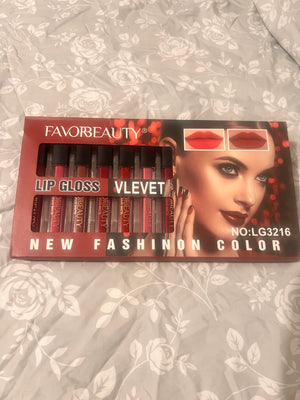 FAVORBEAUTY®
LIP GLOSS VLEVET
NO:LG3216
NEW FASHINON COLOR